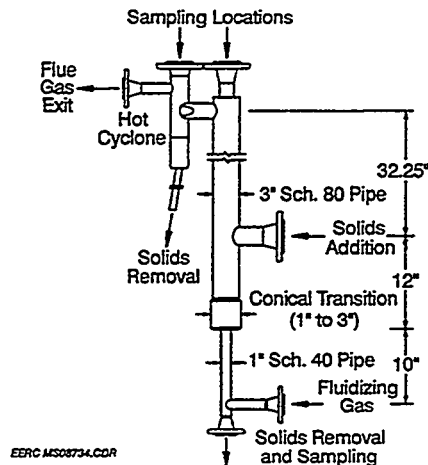 Sampling Locations
Flue
Gas
Exit
Hot
Cyclone
32.25"
3" Sch. 80 Pipe
Solids
Addition
Solids
Removal
12"
Conical Transition
(1" to 3")
1" Sch. 40 Pipe
10"
Fluidizing
Gas
Solids Removal
and Sampling
EERC MS08734.CDR